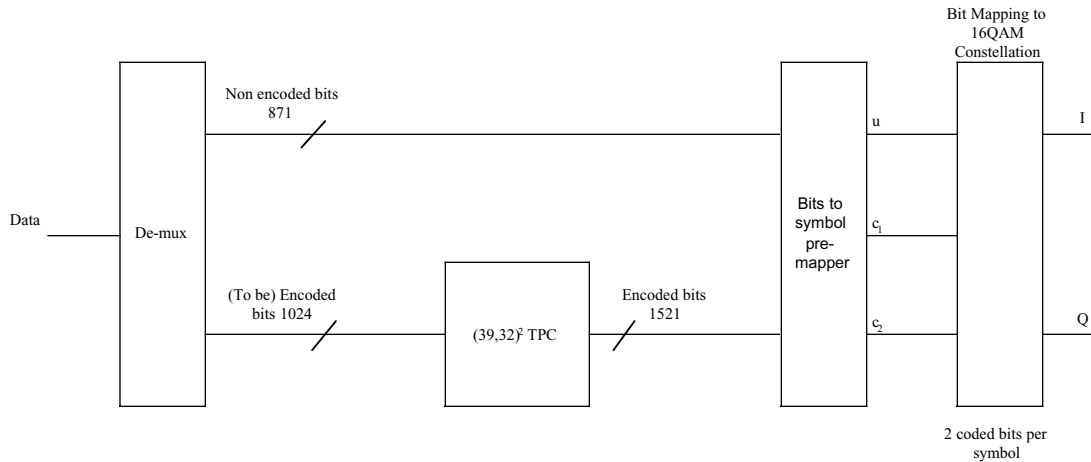 Bit Mapping to
16QAM
Constellation
Non encoded bits
871
u
I
Data
De-mux
Bits to
symbol
pre-
mapper
c1
(To be) Encoded
bits 1024
(39,32)² TPC
Encoded bits
1521
c2
Q
2 coded bits per
symbol